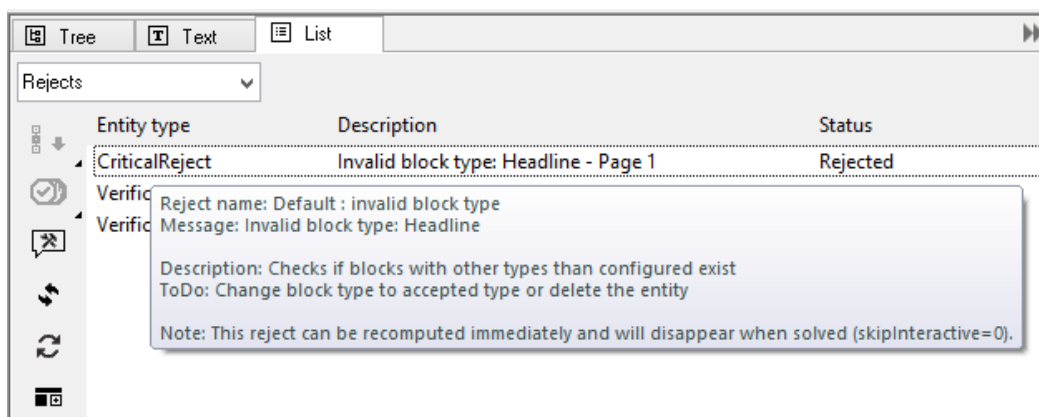 Tree Text List
Rejects
Entity type Description Status
CriticalReject Invalid block type: Headline - Page 1 Rejected
Verific
Verific
Reject name: Default : invalid block type
Message: Invalid block type: Headline
Description: Checks if blocks with other types than configured exist
ToDo: Change block type to accepted type or delete the entity
Note: This reject can be recomputed immediately and will disappear when solved (skipInteractive=0).